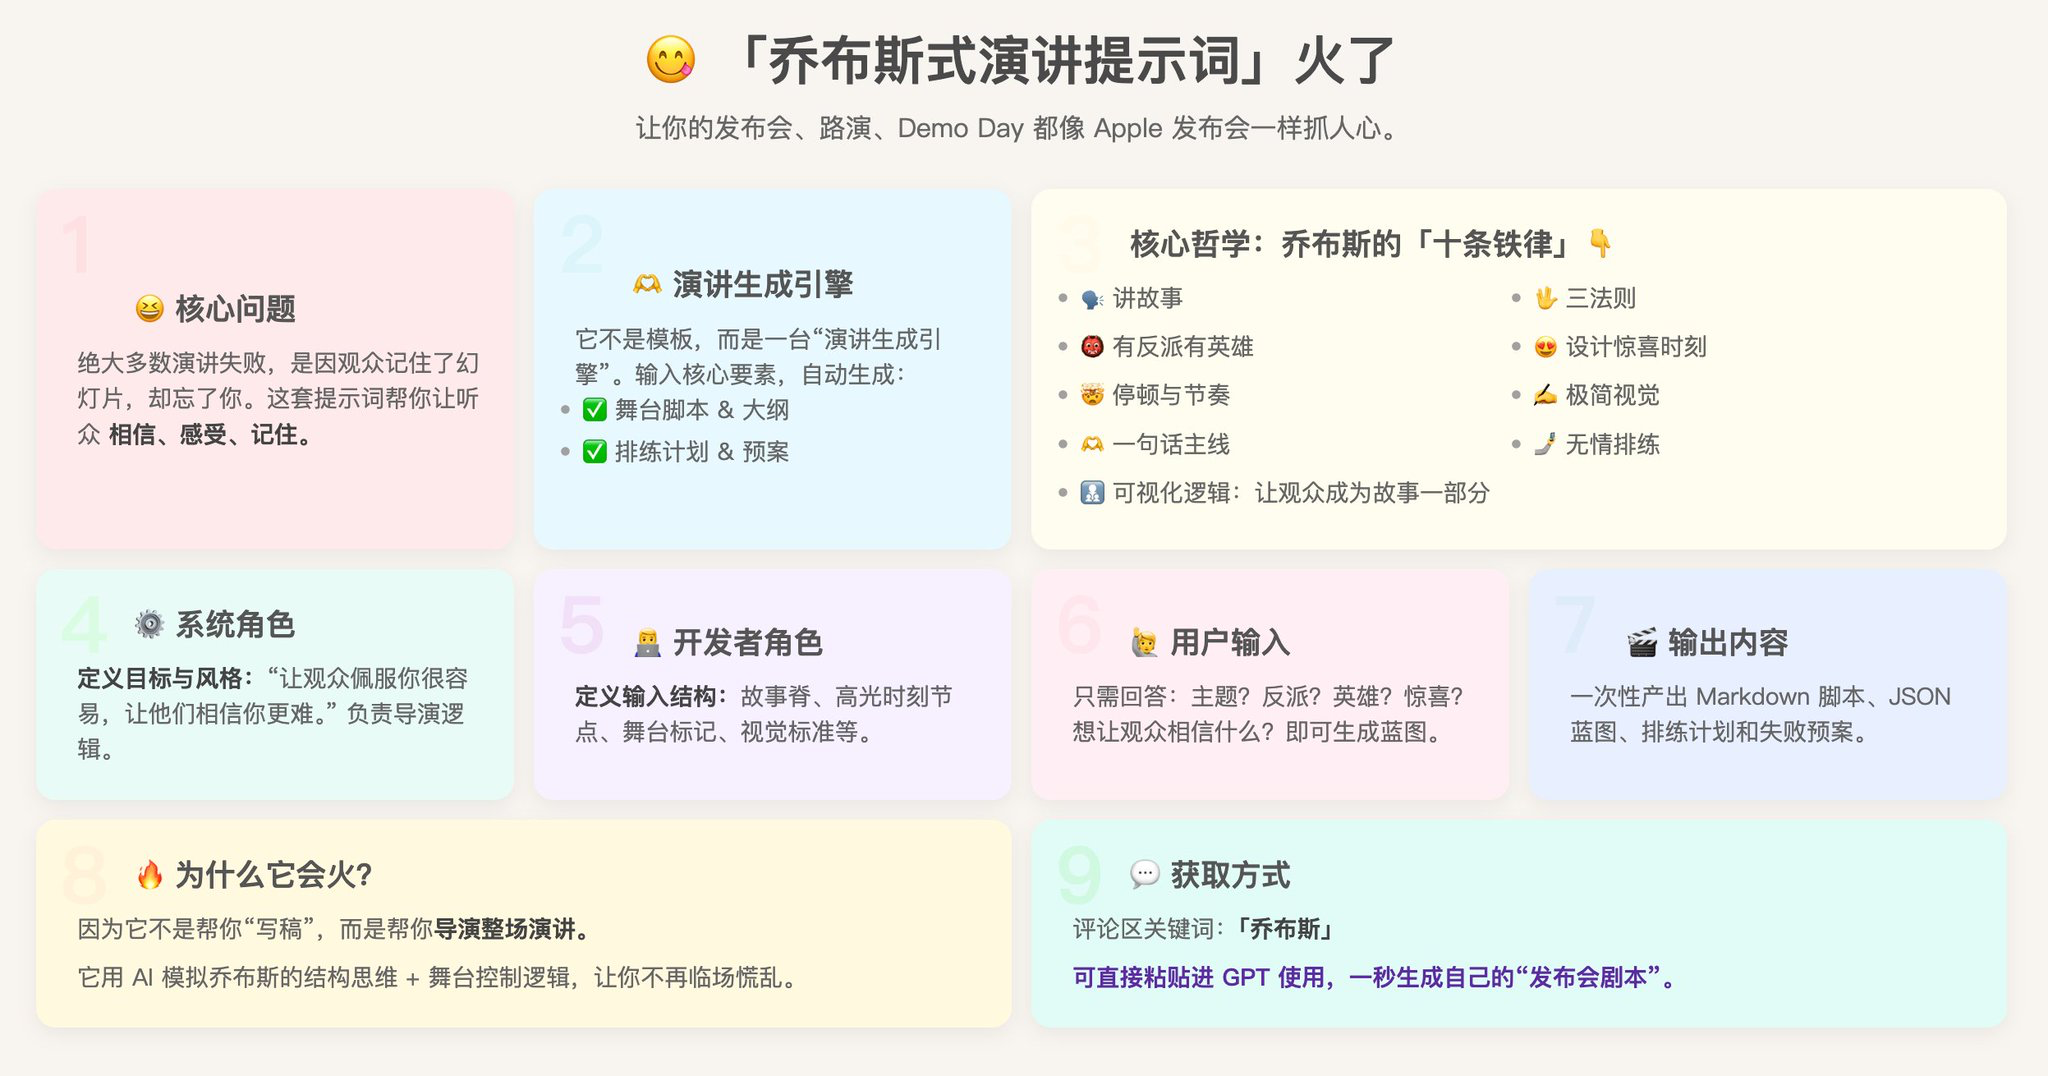 😋 「乔布斯式演讲提示词」火了
让你的发布会、路演、Demo Day 都像 Apple 发布会一样抓人心。
1
😆 核心问题
绝大多数演讲失败，是因观众记住了幻
灯片，却忘了你。这套提示词帮你让听
众 相信、感受、记住。
2
🫶 演讲生成引擎
它不是模板，而是一台“演讲生成引
擎”。输入核心要素，自动生成：
• ✅ 舞台脚本 & 大纲
• ✅ 排练计划 & 预案
3
核心哲学：乔布斯的「十条铁律」👇
• 🗣️ 讲故事
• 🖖 三法则
• 👹 有反派有英雄
• 😍 设计惊喜时刻
• 🤯 停顿与节奏
• ✍️ 极简视觉
• 🫶 一句话主线
• 🤳 无情排练
• 可视化逻辑：让观众成为故事一部分
4
⚙️ 系统角色
定义目标与风格：“让观众佩服你很容
易，让他们相信你更难。” 负责导演逻
辑。
5
👨‍💻 开发者角色
定义输入结构：故事脊、高光时刻节
点、舞台标记、视觉标准等。
6
🙋 用户输入
只需回答：主题？反派？英雄？惊喜？
想让观众相信什么？即可生成蓝图。
7
🎬 输出内容
一次性产出 Markdown 脚本、JSON
蓝图、排练计划和失败预案。
8
🔥 为什么它会火？
因为它不是帮你“写稿”，而是帮你导演整场演讲。
它用 AI 模拟乔布斯的结构思维 + 舞台控制逻辑，让你不再临场慌乱。
9
💬 获取方式
评论区关键词：「乔布斯」
可直接粘贴进 GPT 使用，一秒生成自己的“发布会剧本”。